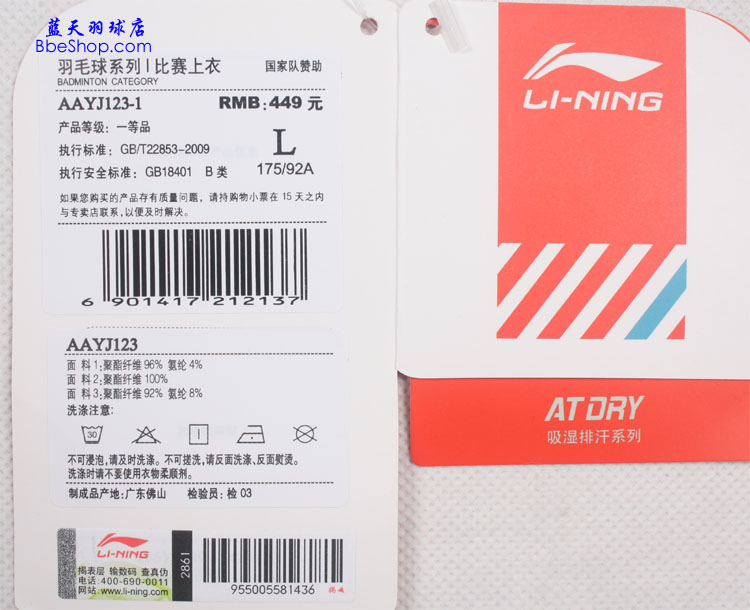 蓝天羽球店
BbeShop.com
羽毛球系列 | 比赛上衣 国家队赞助
BADMINTON CATEGORY
AAYJ123-1 RMB: 449 元
产品等级: 一等品
L
执行标准: GB/T22853-2009
175/92A
执行安全标准: GB18401 B 类
如果您购买的产品存有质量问题, 请持购物小票在 15 天之内
与专卖店联系, 以便及时解决。
6 901417 212137
AAYJ123
面 料 1: 聚酯纤维 96% 氨纶 4%
面 料 2: 聚酯纤维 100%
面 料 3: 聚酯纤维 92% 氨纶 8%
洗涤注意:
30
不可浸泡, 请及时洗涤. 不可搓洗, 请反面洗涤、反面熨烫。
洗涤时请不要使用衣物柔顺剂。
制成品产地: 广东佛山 检验员: 检 03
LI-NING
揭表层 输数码 查真伪
电话:400-690-0011
http://www.li-ning.com
2861
955005581436
LI-NING
AT DRY
吸湿排汗系列